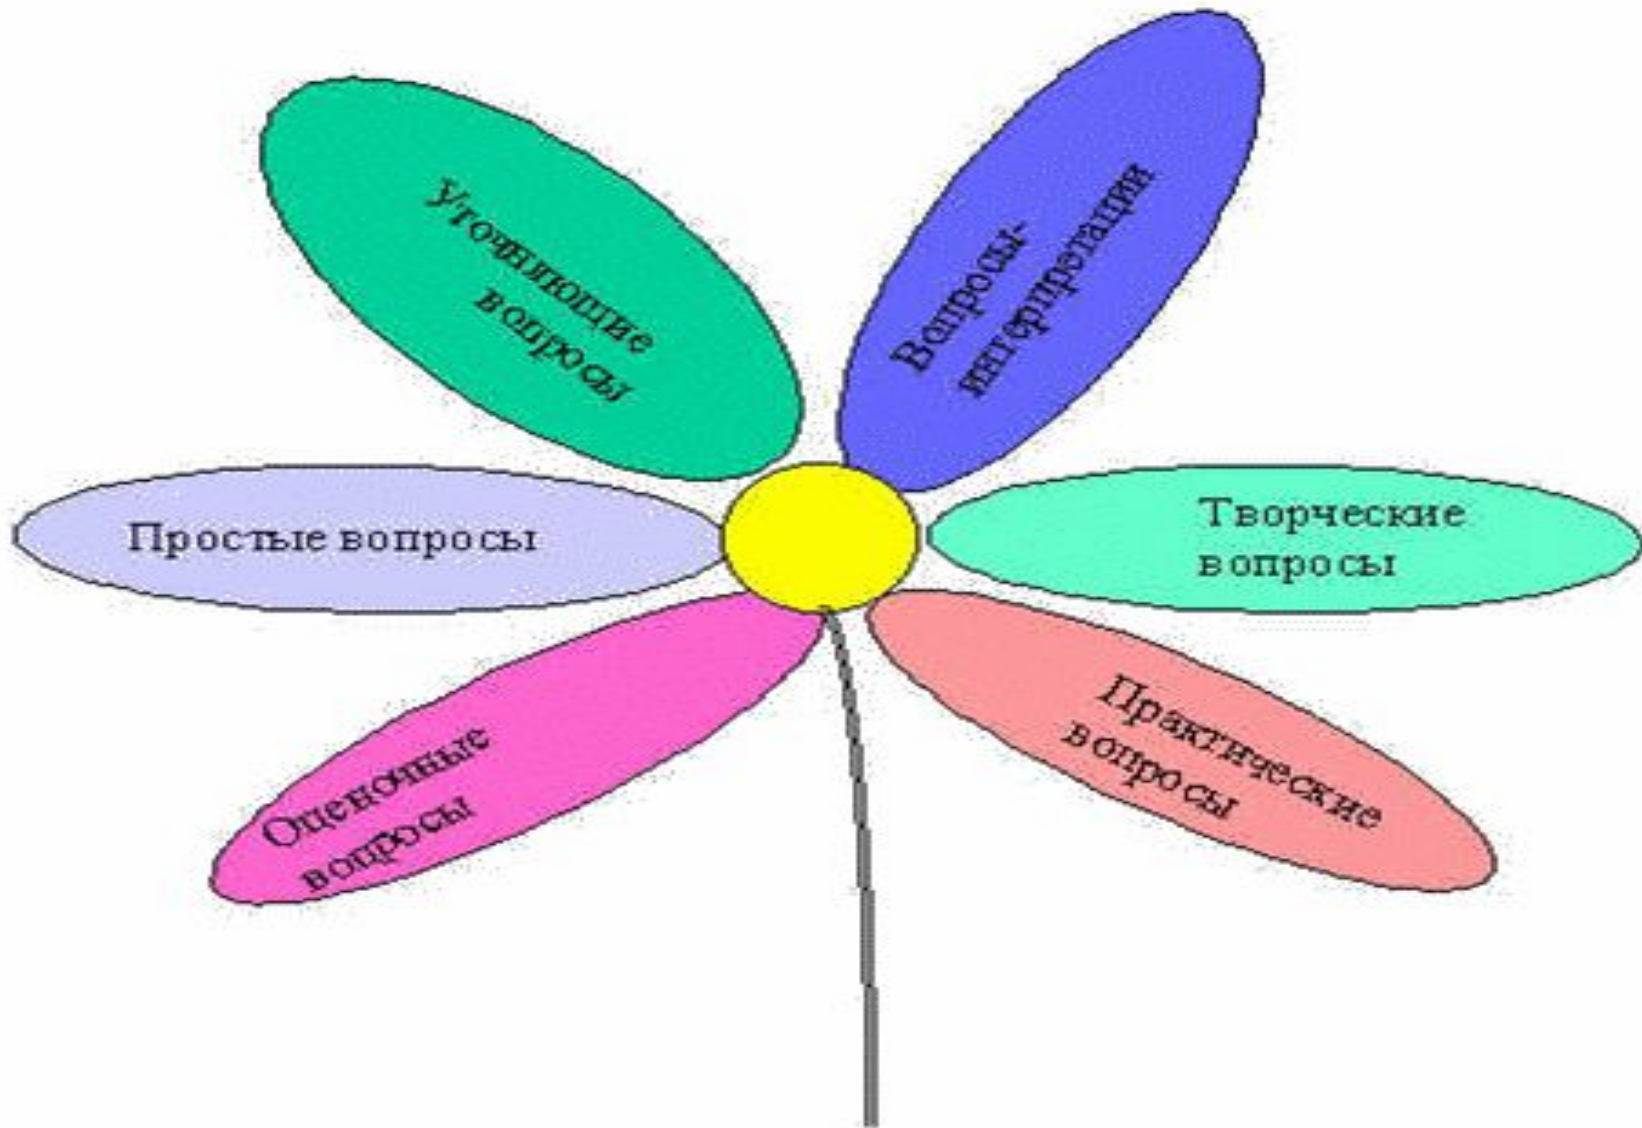 Уточняющие
вопросы
Вопросы-
интерпретации
Простые вопросы
Творческие
вопросы
Оценочные
вопросы
Практические
вопросы